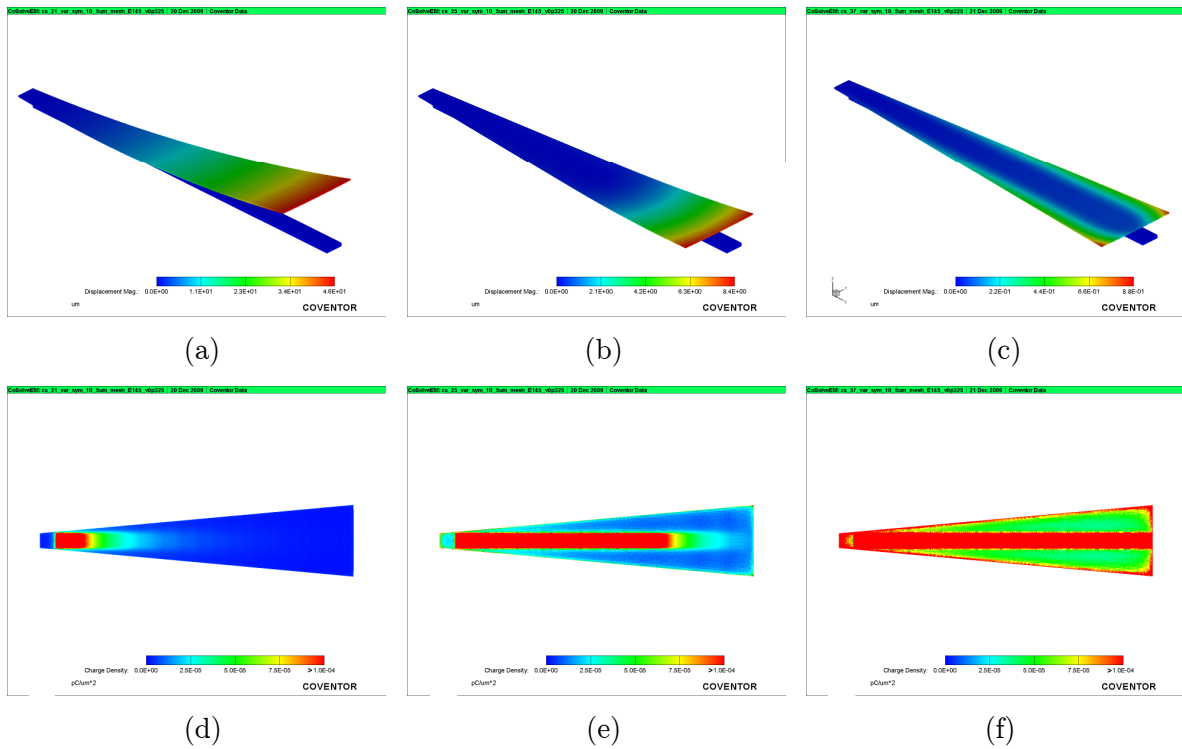 CoSolveEM: cs_21_var_sym_10_5um_mesh_E145_v0p325 | 20 Dec 2009 | Coventor Data
Displacement Mag.: 0.0E+00 1.1E+01 2.3E+01 3.4E+01 4.6E+01
um
COVENTOR
(a)
CoSolveEM: cs_25_var_sym_10_5um_mesh_E145_v0p325 | 20 Dec 2009 | Coventor Data
Displacement Mag.: 0.0E+00 2.1E+00 4.2E+00 6.3E+00 8.4E+00
um
COVENTOR
(b)
CoSolveEM: cs_37_var_sym_10_5um_mesh_E145_v0p325 | 21 Dec 2009 | Coventor Data
Displacement Mag.: 0.0E+00 2.2E-01 4.4E-01 6.6E-01 8.8E-01
um
COVENTOR
(c)
CoSolveEM: cs_21_var_sym_10_5um_mesh_E145_v0p325 | 20 Dec 2009 | Coventor Data
Charge Density: 0.0E+00 2.5E-05 5.0E-05 7.5E-05 >1.0E-04
pC/um^2
COVENTOR
(d)
CoSolveEM: cs_25_var_sym_10_5um_mesh_E145_v0p325 | 20 Dec 2009 | Coventor Data
Charge Density: 0.0E+00 2.5E-05 5.0E-05 7.5E-05 >1.0E-04
pC/um^2
COVENTOR
(e)
CoSolveEM: cs_37_var_sym_10_5um_mesh_E145_v0p325 | 21 Dec 2009 | Coventor Data
Charge Density: 0.0E+00 2.5E-05 5.0E-05 7.5E-05 >1.0E-04
pC/um^2
COVENTOR
(f)